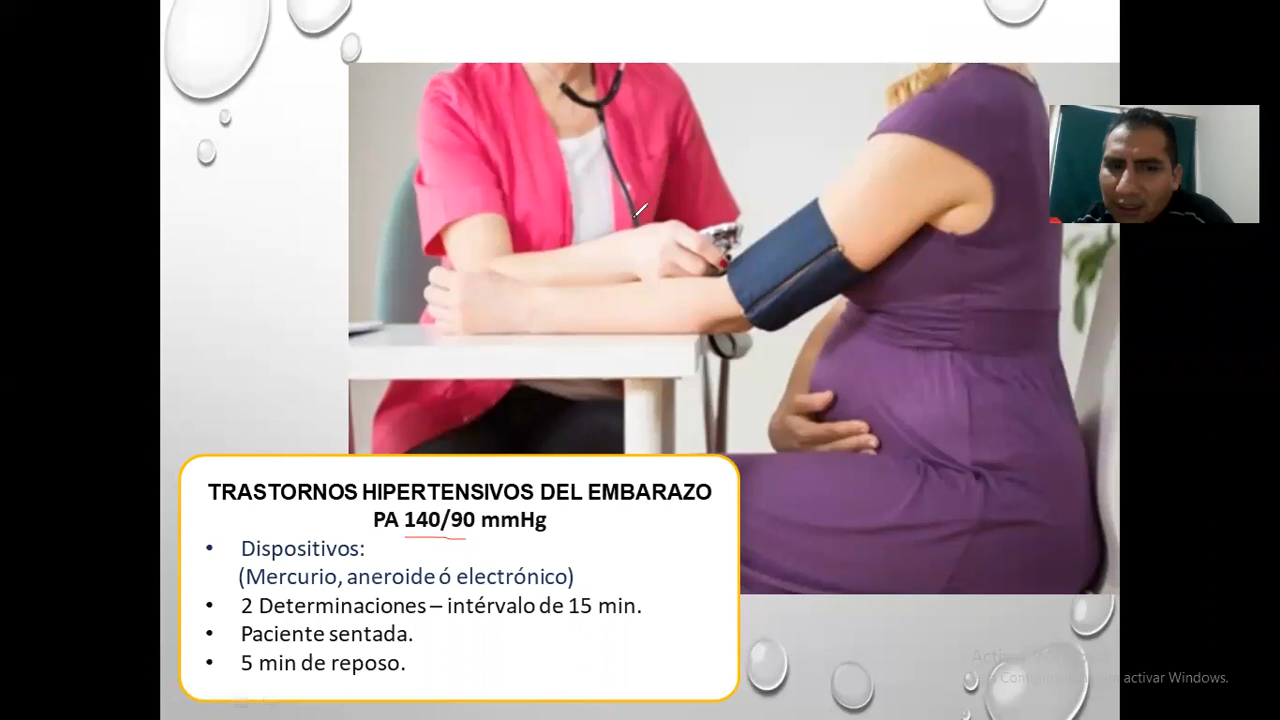 TRASTORNOS HIPERTENSIVOS DEL EMBARAZO
PA 140/90 mmHg
• Dispositivos:
(Mercurio, aneroide ó electrónico)
• 2 Determinaciones – intérvalo de 15 min.
• Paciente sentada.
• 5 min de reposo.
activar Windows.